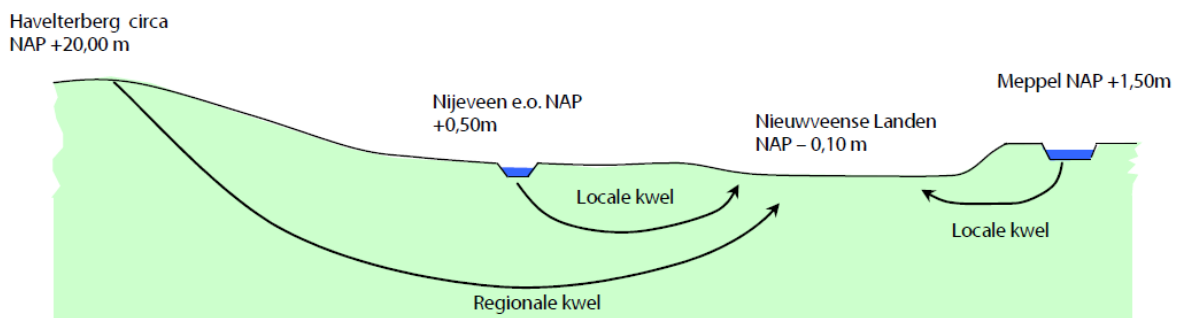 Havelterberg circa
NAP +20,00 m
Nijeveen e.o. NAP
+0,50m
Nieuwveense Landen
NAP – 0,10 m
Meppel NAP +1,50m
Locale kwel
Locale kwel
Regionale kwel